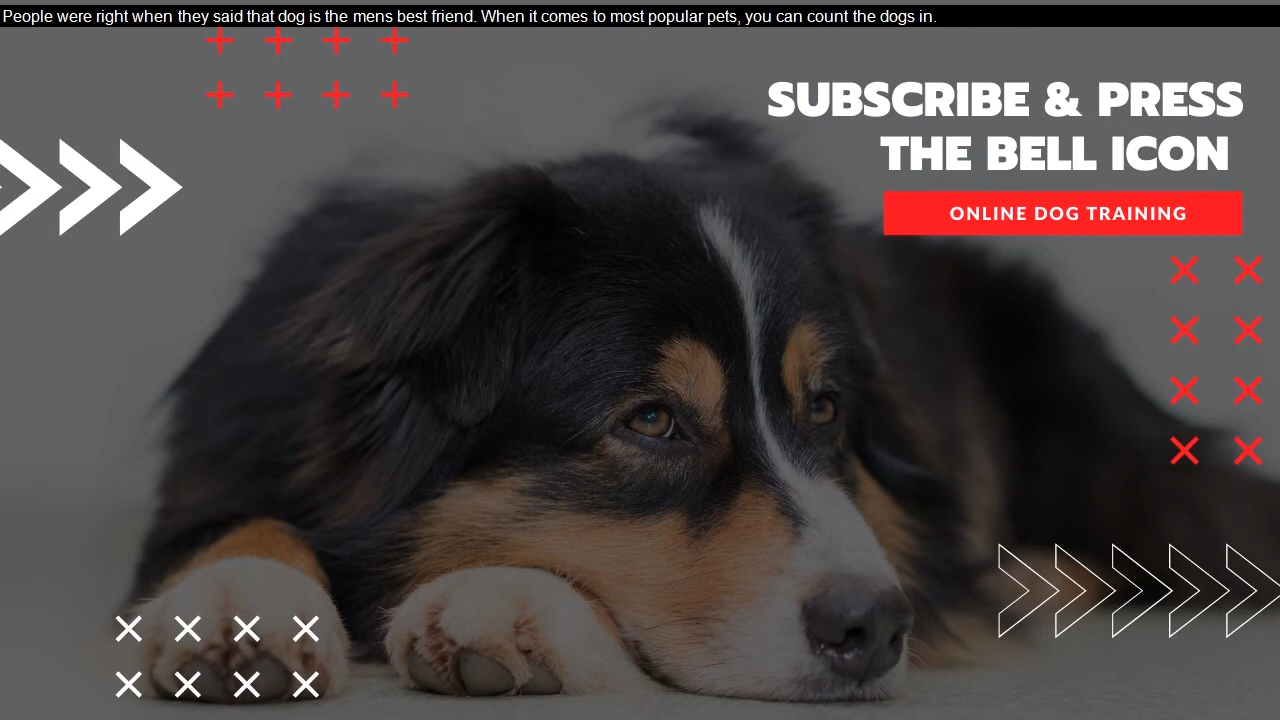 People were right when they said that dog is the mens best friend. When it comes to most popular pets, you can count the dogs in.
SUBSCRIBE & PRESS
THE BELL ICON
ONLINE DOG TRAINING